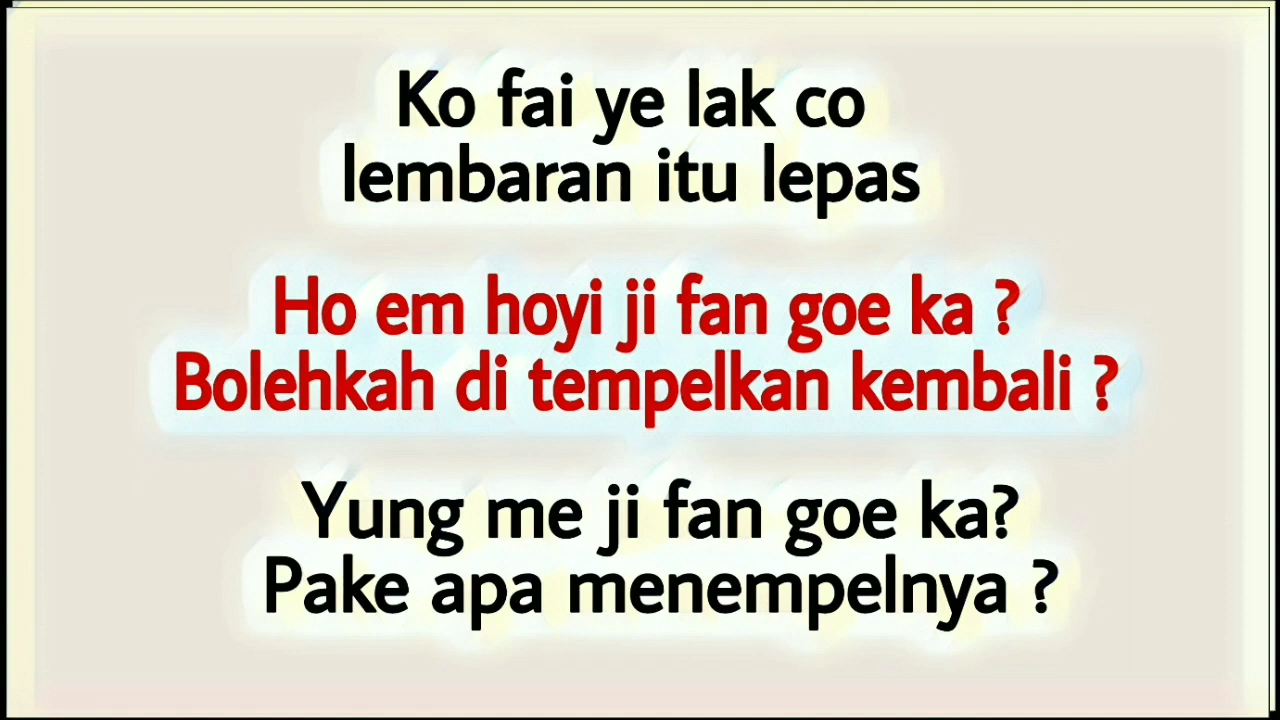 Ko fai ye lak co
lembaran itu lepas
Ho em hoyi ji fan goe ka ?
Bolehkah di tempelkan kembali ?
Yung me ji fan goe ka?
Pake apa menempelnya ?